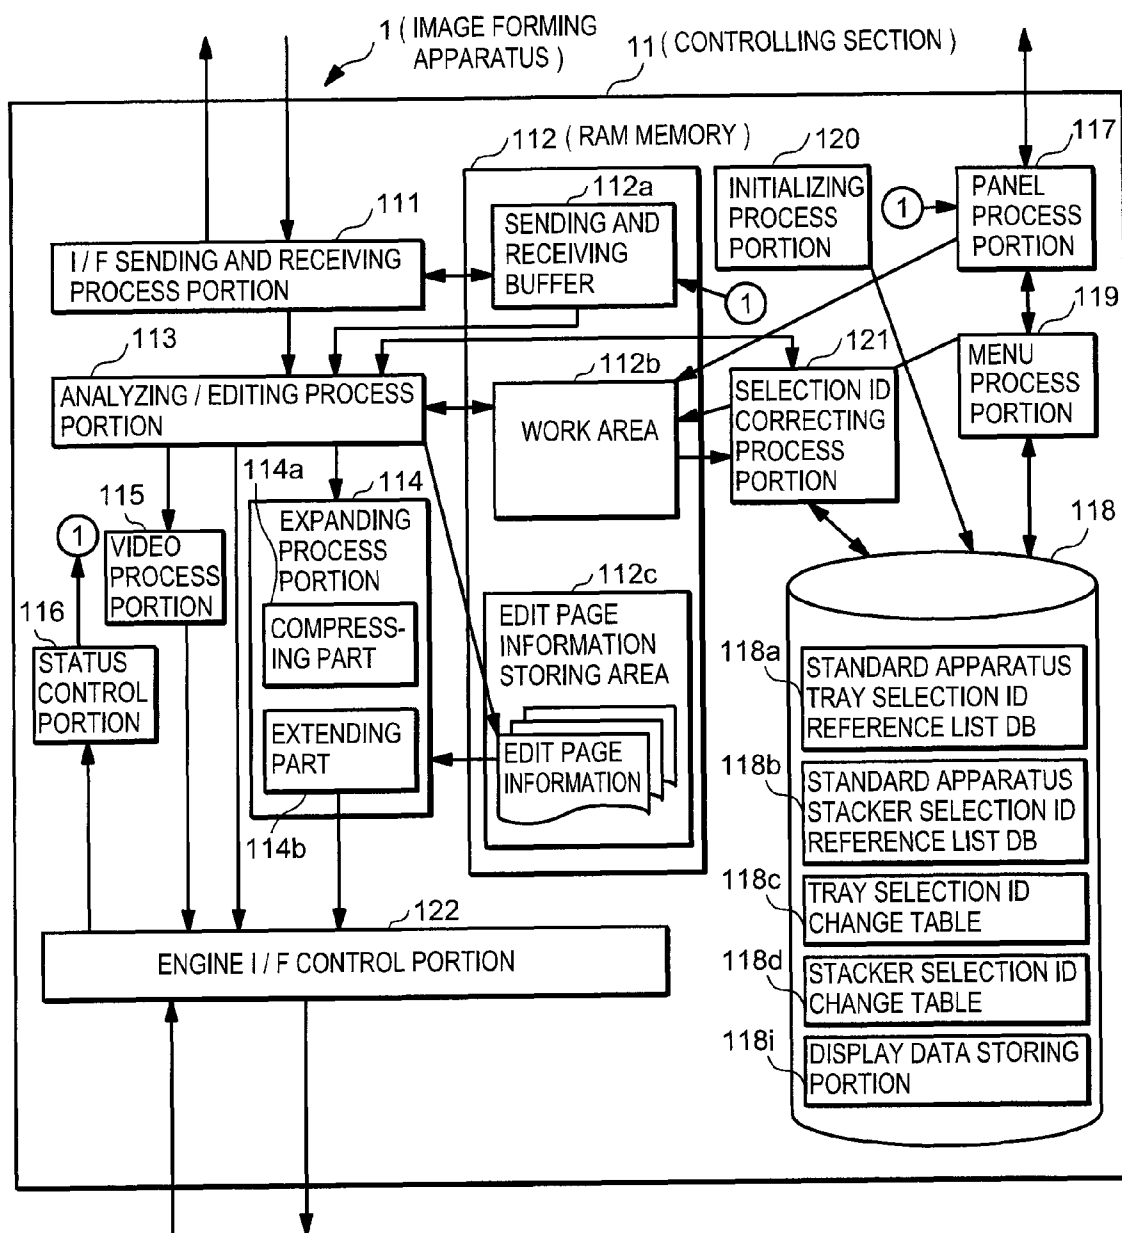 1 ( IMAGE FORMING
APPARATUS )
11 ( CONTROLLING SECTION )
112 ( RAM MEMORY )
120
117
111
112a
INITIALIZING
PROCESS
PORTION
1
PANEL
PROCESS
PORTION
I / F SENDING AND RECEIVING
PROCESS PORTION
SENDING AND
RECEIVING
BUFFER
1
119
113
112b
121
MENU
PROCESS
PORTION
ANALYZING / EDITING PROCESS
PORTION
WORK AREA
SELECTION ID
CORRECTING
PROCESS
PORTION
114a
114
115
1
VIDEO
PROCESS
PORTION
EXPANDING
PROCESS
PORTION
118
112c
116
COMPRESS-
ING PART
EDIT PAGE
INFORMATION
STORING AREA
STATUS
CONTROL
PORTION
118a
STANDARD APPARATUS
TRAY SELECTION ID
REFERENCE LIST DB
EXTENDING
PART
EDIT PAGE
INFORMATION
118b
STANDARD APPARATUS
STACKER SELECTION ID
REFERENCE LIST DB
114b
118c
TRAY SELECTION ID
CHANGE TABLE
122
ENGINE I / F CONTROL PORTION
118d
STACKER SELECTION ID
CHANGE TABLE
118i
DISPLAY DATA STORING
PORTION